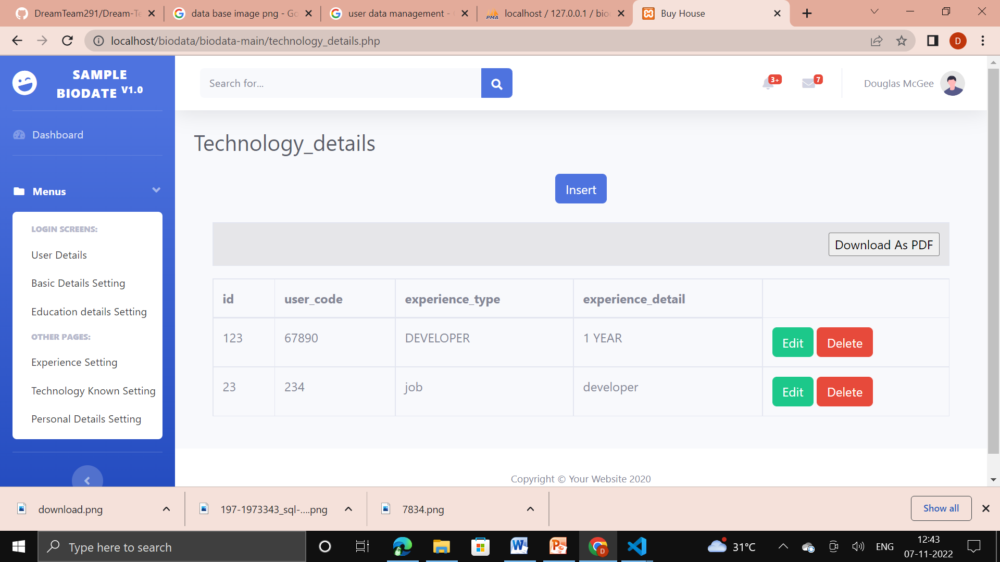 DreamTeam291/Dream-Te
data base image png - Go
user data management -
localhost / 127.0.0.1 / biod
Buy House
localhost/biodata/biodata-main/technology_details.php
D
SAMPLE
BIODATE V1.0
Search for...
3+
7
Douglas McGee
Dashboard
Technology_details
Menus
Insert
LOGIN SCREENS:
User Details
Basic Details Setting
Education details Setting
OTHER PAGES:
Experience Setting
Technology Known Setting
Personal Details Setting
Download As PDF
id user_code experience_type experience_detail
123 67890 DEVELOPER 1 YEAR Edit Delete
23 234 job developer Edit Delete
Copyright © Your Website 2020
download.png
197-1973343_sql-....png
7834.png
Show all
Type here to search
31°C
ENG
12:43
07-11-2022